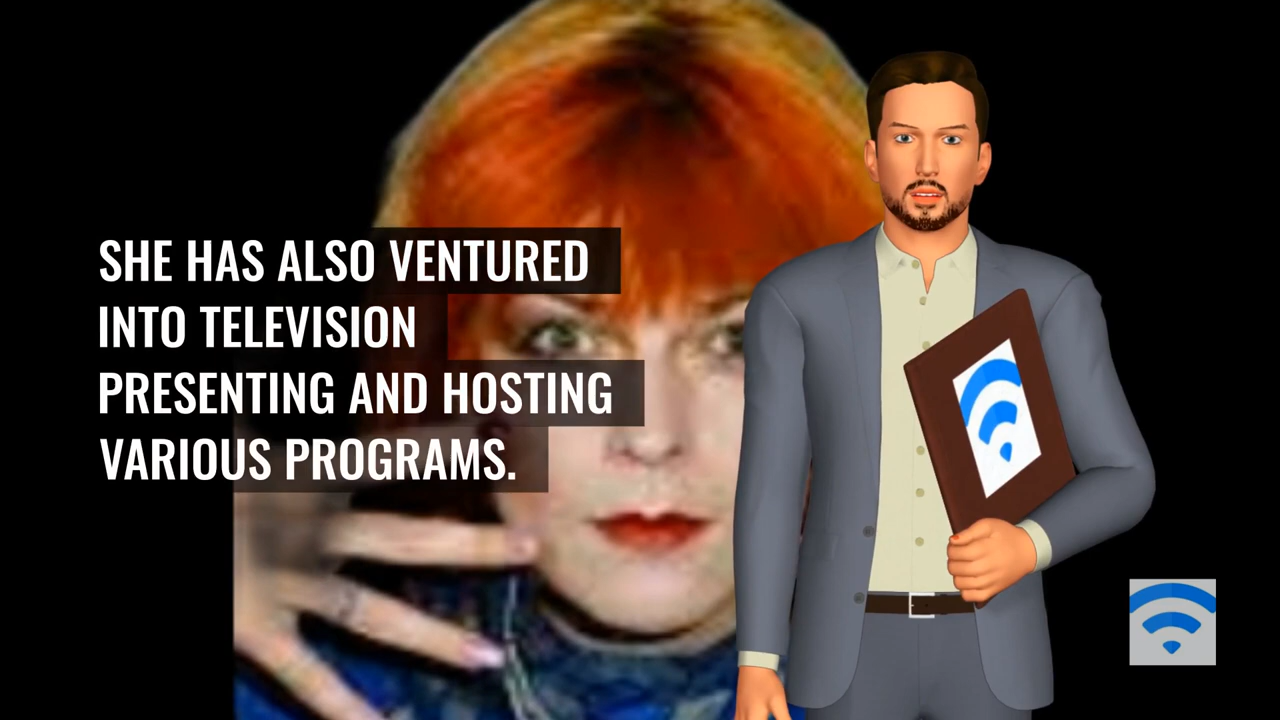 SHE HAS ALSO VENTURED
INTO TELEVISION
PRESENTING AND HOSTING
VARIOUS PROGRAMS.